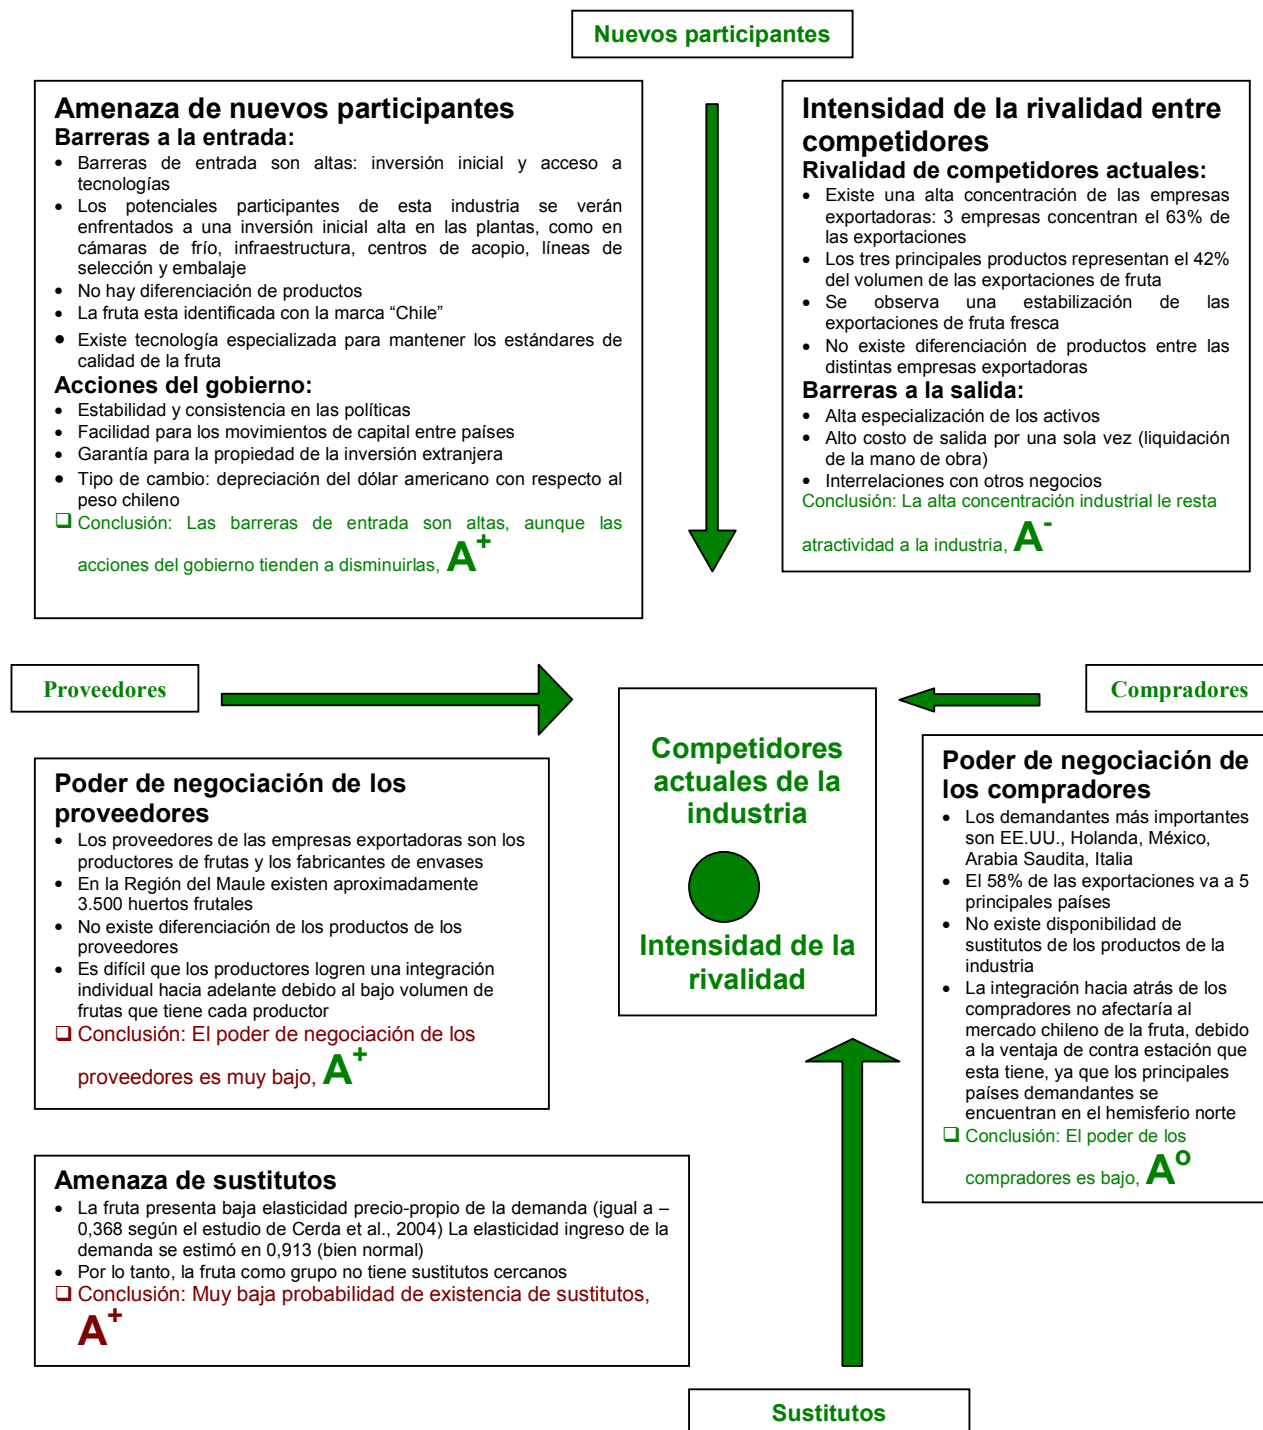 Nuevos participantes
Amenaza de nuevos participantes
Barreras a la entrada:
• Barreras de entrada son altas: inversión inicial y acceso a
tecnologías
• Los potenciales participantes de esta industria se verán
enfrentados a una inversión inicial alta en las plantas, como en
cámaras de frío, infraestructura, centros de acopio, líneas de
selección y embalaje
• No hay diferenciación de productos
• La fruta esta identificada con la marca “Chile”
• Existe tecnología especializada para mantener los estándares de
calidad de la fruta
Acciones del gobierno:
• Estabilidad y consistencia en las políticas
• Facilidad para los movimientos de capital entre países
• Garantía para la propiedad de la inversión extranjera
• Tipo de cambio: depreciación del dólar americano con respecto al
peso chileno
❑ Conclusión: Las barreras de entrada son altas, aunque las
acciones del gobierno tienden a disminuirlas, A+
Intensidad de la rivalidad entre
competidores
Rivalidad de competidores actuales:
• Existe una alta concentración de las empresas
exportadoras: 3 empresas concentran el 63% de
las exportaciones
• Los tres principales productos representan el 42%
del volumen de las exportaciones de fruta
• Se observa una estabilización de las
exportaciones de fruta fresca
• No existe diferenciación de productos entre las
distintas empresas exportadoras
Barreras a la salida:
• Alta especialización de los activos
• Alto costo de salida por una sola vez (liquidación
de la mano de obra)
• Interrelaciones con otros negocios
Conclusión: La alta concentración industrial le resta
atractividad a la industria, A-
Proveedores
Compradores
Competidores
actuales de la
industria
Intensidad de la
rivalidad
Poder de negociación de los
proveedores
• Los proveedores de las empresas exportadoras son los
productores de frutas y los fabricantes de envases
• En la Región del Maule existen aproximadamente
3.500 huertos frutales
• No existe diferenciación de los productos de los
proveedores
• Es difícil que los productores logren una integración
individual hacia adelante debido al bajo volumen de
frutas que tiene cada productor
❑ Conclusión: El poder de negociación de los
proveedores es muy bajo, A+
Poder de negociación de
los compradores
• Los demandantes más importantes
son EE.UU., Holanda, México,
Arabia Saudita, Italia
• El 58% de las exportaciones va a 5
principales países
• No existe disponibilidad de
sustitutos de los productos de la
industria
• La integración hacia atrás de los
compradores no afectaría al
mercado chileno de la fruta, debido
a la ventaja de contra estación que
esta tiene, ya que los principales
países demandantes se
encuentran en el hemisferio norte
❑ Conclusión: El poder de los
compradores es bajo, Ao
Amenaza de sustitutos
• La fruta presenta baja elasticidad precio-propio de la demanda (igual a –
0,368 según el estudio de Cerda et al., 2004) La elasticidad ingreso de la
demanda se estimó en 0,913 (bien normal)
• Por lo tanto, la fruta como grupo no tiene sustitutos cercanos
❑ Conclusión: Muy baja probabilidad de existencia de sustitutos,
A+
Sustitutos